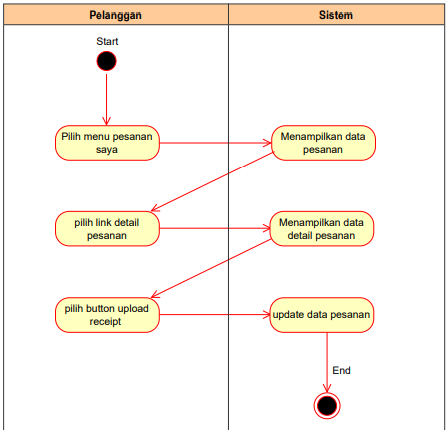 Pelanggan
Sistem
Start
Pilih menu pesanan
saya
Menampilkan data
pesanan
pilih link detail
pesanan
Menampilkan data
detail pesanan
pilih button upload
receipt
update data pesanan
End